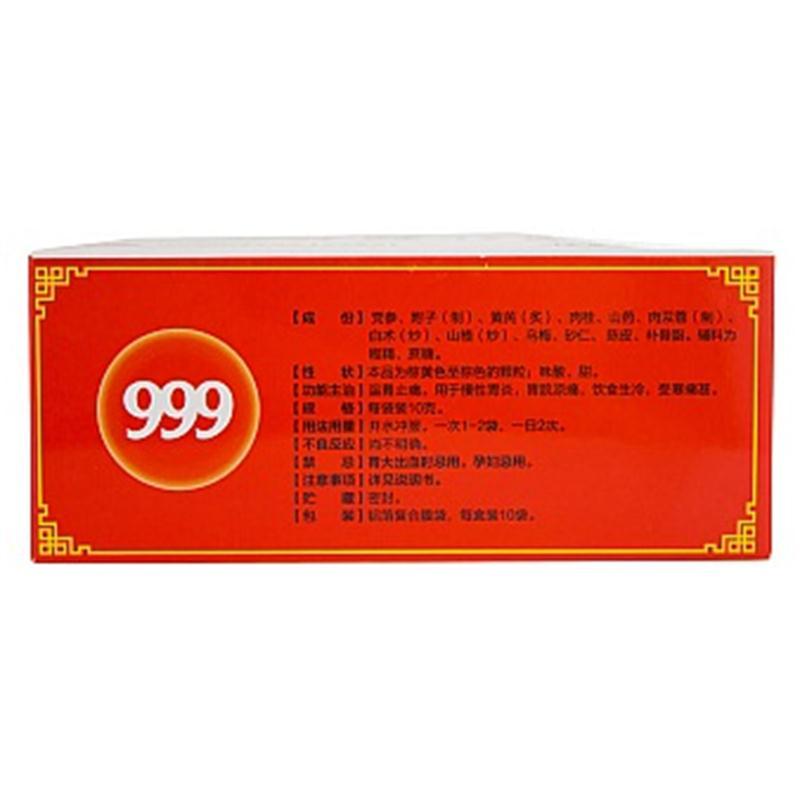 999
【成 份】党参、附子（制）、黄芪（炙）、肉桂、山药、肉苁蓉（制）、
白术（炒）、山楂（炒）、乌梅、砂仁、陈皮、补骨脂，辅料为
糊精、蔗糖。
【性 状】本品为棕黄色至棕色的颗粒；味酸、甜。
【功能主治】温胃止痛。用于慢性胃炎，胃脘凉痛，饮食生冷，受寒痛甚。
【规 格】每袋装10克。
【用法用量】开水冲服。一次1-2袋，一日2次。
【不良反应】尚不明确。
【禁 忌】胃大出血时忌用，孕妇忌用。
【注意事项】详见说明书。
【贮 藏】密封。
【包 装】铝箔复合膜袋，每盒装10袋。